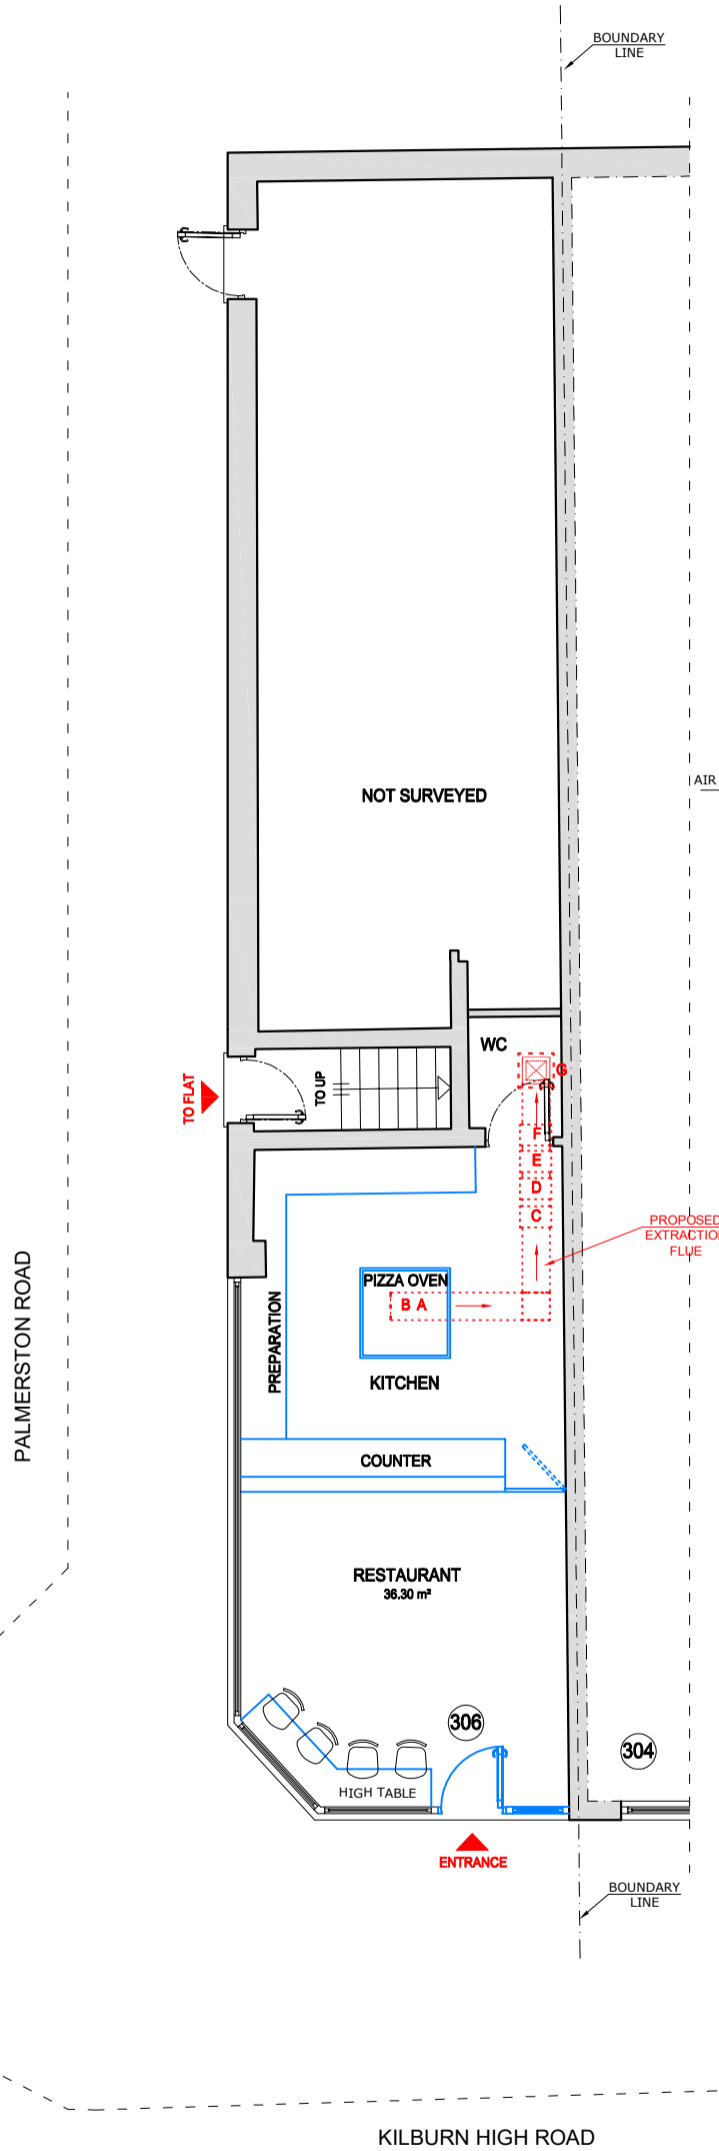 BOUNDARY
LINE
NOT SURVEYED
AIR
WC
G
TO UP
TO FLAT
F
E
D
C
PROPOSED
EXTRACTION
FLUE
PIZZA OVEN
B A
PREPARATION
KITCHEN
PALMERSTON ROAD
COUNTER
RESTAURANT
36.30 m²
306
304
HIGH TABLE
ENTRANCE
BOUNDARY
LINE
KILBURN HIGH ROAD